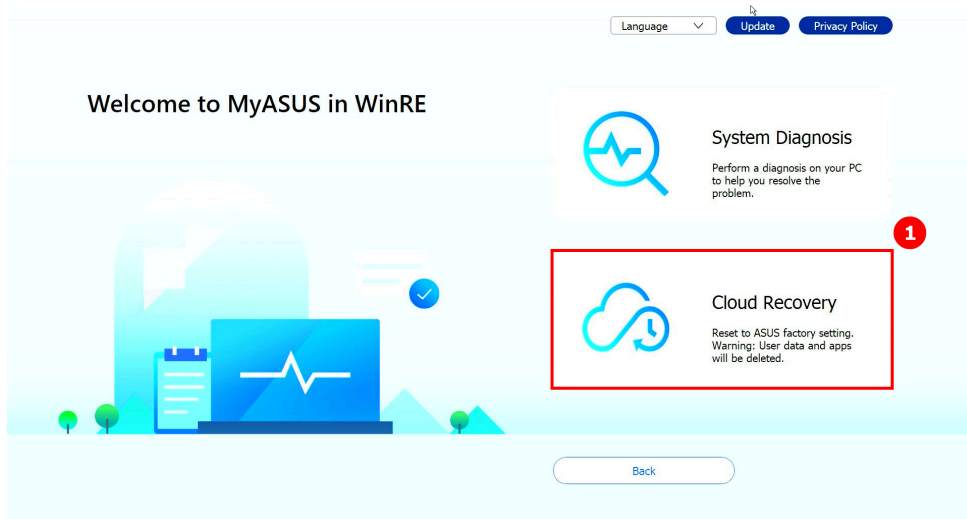 Language
Update
Privacy Policy
Welcome to MyASUS in WinRE
System Diagnosis
Perform a diagnosis on your PC
to help you resolve the
problem.
1
Cloud Recovery
Reset to ASUS factory setting.
Warning: User data and apps
will be deleted.
Back